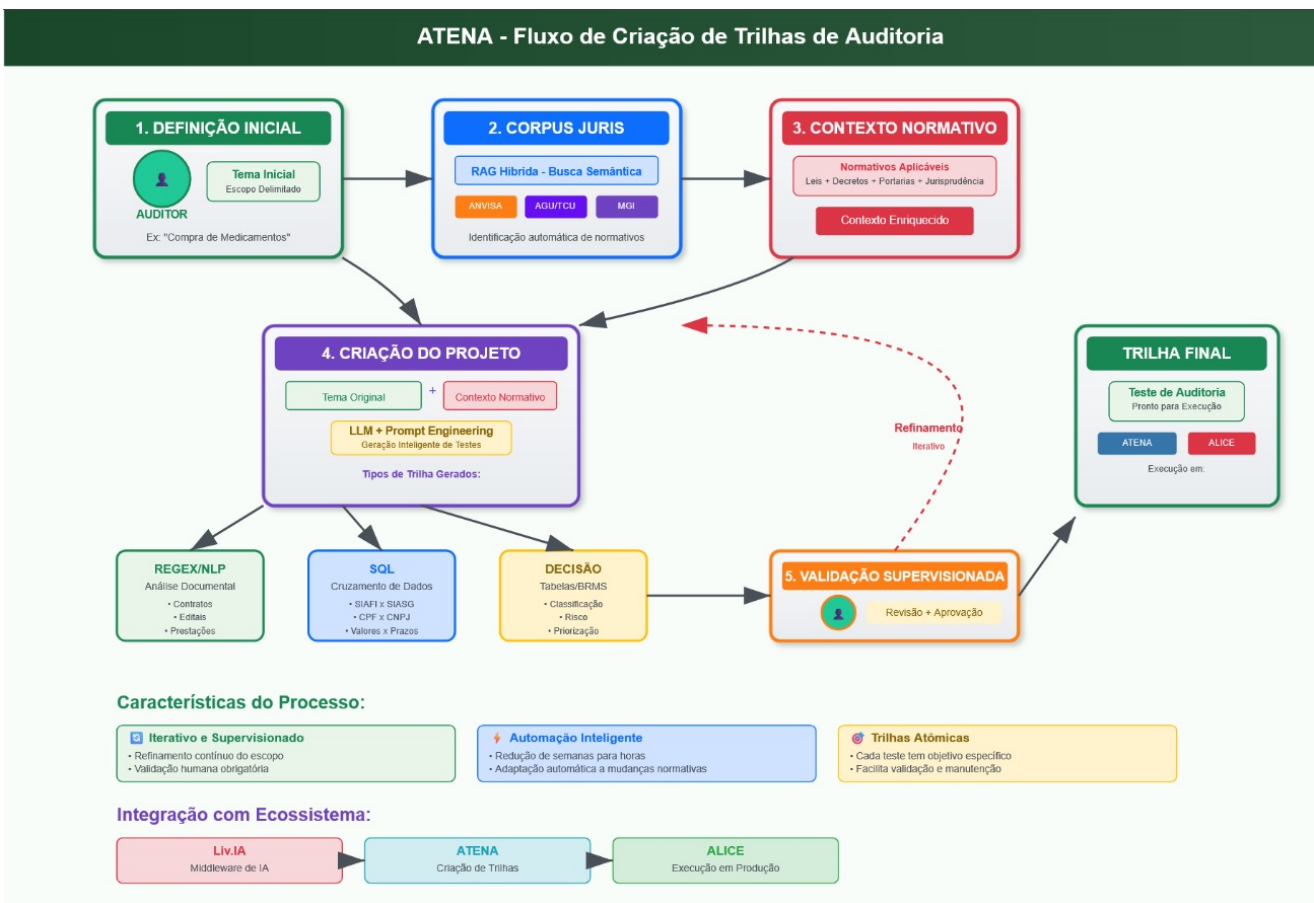 ATENA - Fluxo de Criação de Trilhas de Auditoria
1. DEFINIÇÃO INICIAL
Tema Inicial
Escopo Delimitado
AUDITOR
Ex: "Compra de Medicamentos"
2. CORPUS JURIS
RAG Híbrida - Busca Semântica
ANVISA
AGU/TCU
MGI
Identificação automática de normativos
3. CONTEXTO NORMATIVO
Normativos Aplicáveis
Leis + Decretos + Portarias + Jurisprudência
Contexto Enriquecido
4. CRIAÇÃO DO PROJETO
Tema Original
+
Contexto Normativo
LLM + Prompt Engineering
Geração Inteligente de Testes
Tipos de Trilha Gerados:
Refinamento
Iterativo
TRILHA FINAL
Teste de Auditoria
Pronto para Execução
ATENA
ALICE
Execução em:
REGEX/NLP
Análise Documental
• Contratos
• Editais
• Prestações
SQL
Cruzamento de Dados
• SIAFI x SIASG
• CPF x CNPJ
• Valores x Prazos
DECISÃO
Tabelas/BRMS
• Classificação
• Risco
• Priorização
5. VALIDAÇÃO SUPERVISIONADA
Revisão + Aprovação
Características do Processo:
Iterativo e Supervisionado
• Refinamento contínuo do escopo
• Validação humana obrigatória
Automação Inteligente
• Redução de semanas para horas
• Adaptação automática a mudanças normativas
Trilhas Atômicas
• Cada teste tem objetivo específico
• Facilita validação e manutenção
Integração com Ecossistema:
Liv.IA
Middleware de IA
ATENA
Criação de Trilhas
ALICE
Execução em Produção